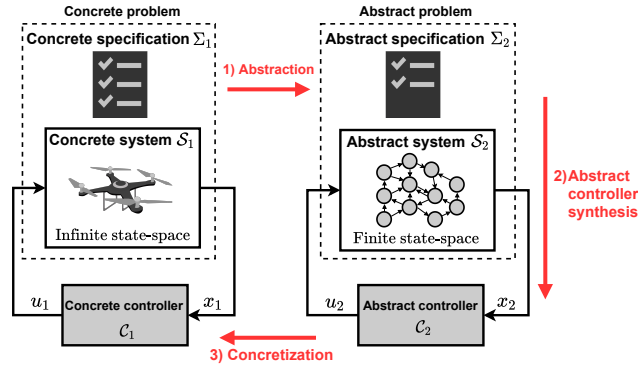 Concrete problem
Concrete specification Σ₁
1) Abstraction
Concrete system 𝒮₁
Infinite state-space
u₁
x₁
Concrete controller
𝒞₁
Abstract problem
Abstract specification Σ₂
Abstract system 𝒮₂
Finite state-space
2)Abstract
controller
synthesis
u₂
x₂
Abstract controller
𝒞₂
3) Concretization